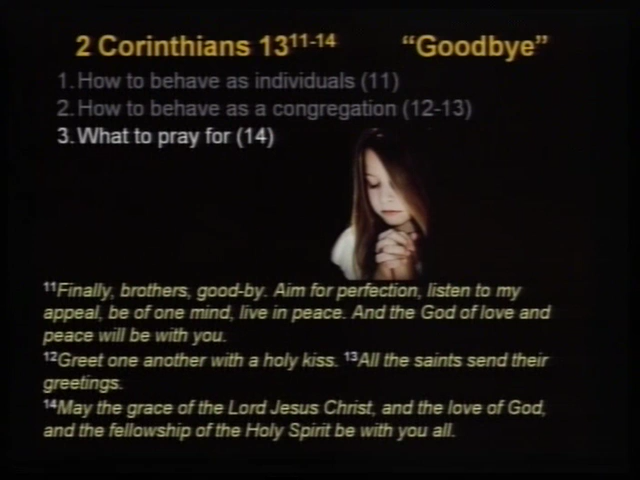 2 Corinthians 13¹¹⁻¹⁴ “Goodbye”
1. How to behave as individuals (11)
2. How to behave as a congregation (12-13)
3. What to pray for (14)
¹¹Finally, brothers, good-by. Aim for perfection, listen to my
appeal, be of one mind, live in peace. And the God of love and
peace will be with you.
¹²Greet one another with a holy kiss. ¹³All the saints send their
greetings.
¹⁴May the grace of the Lord Jesus Christ, and the love of God,
and the fellowship of the Holy Spirit be with you all.